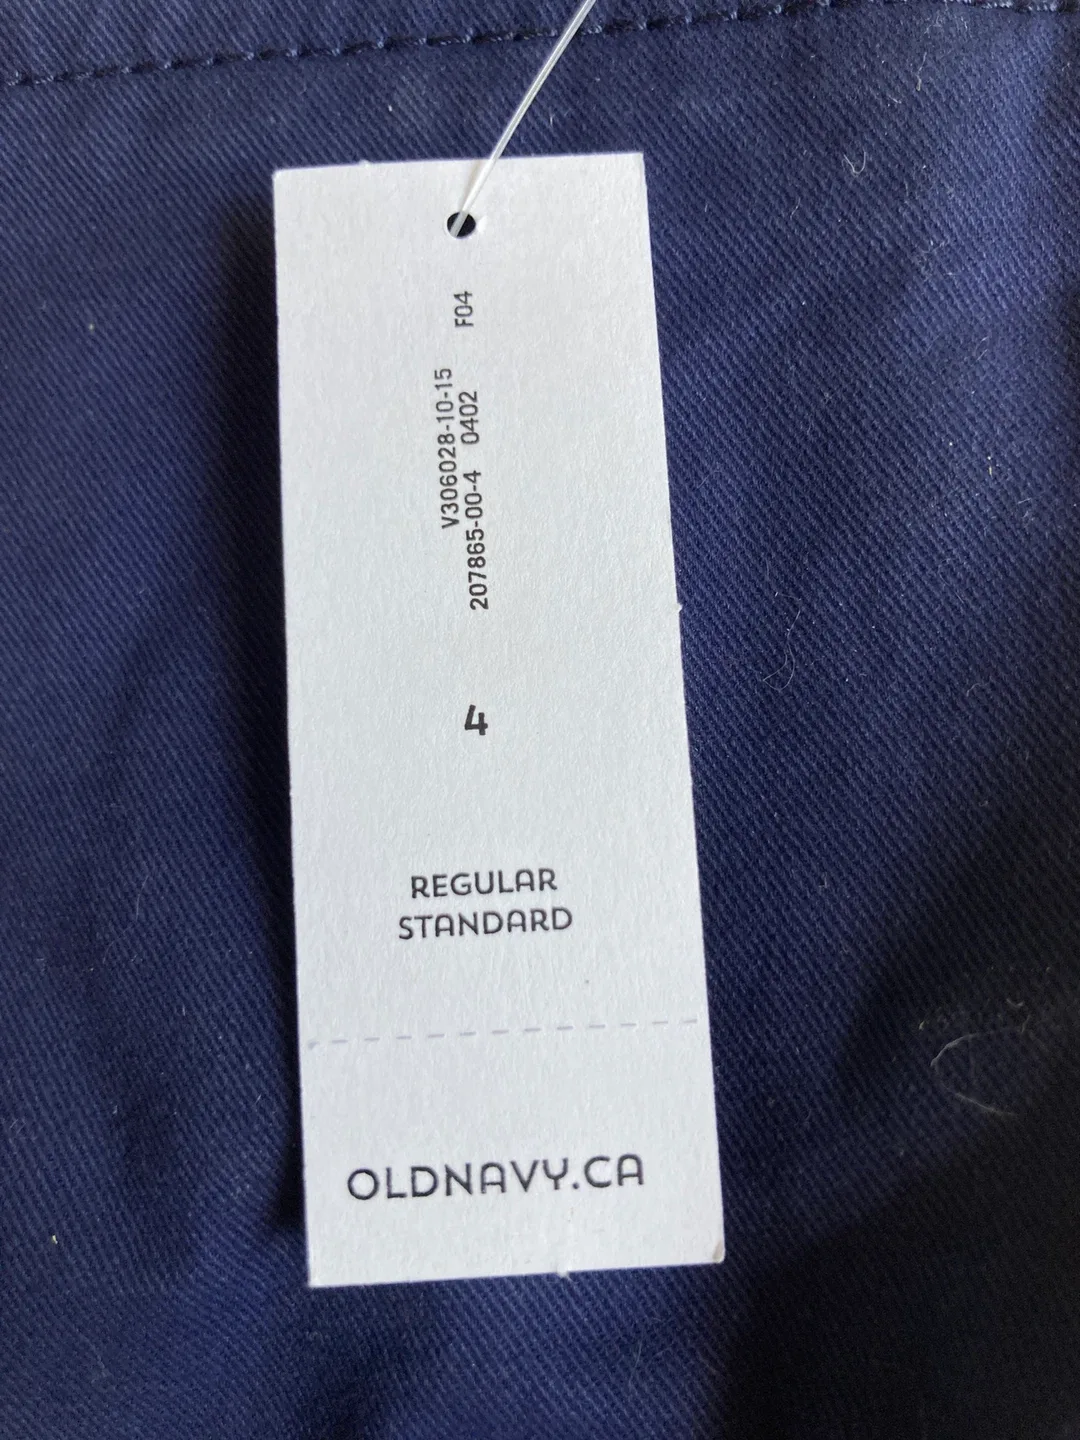 F04
V306028-10-15
207865-00-4 0402
4
REGULAR
STANDARD
OLDNAVY.CA